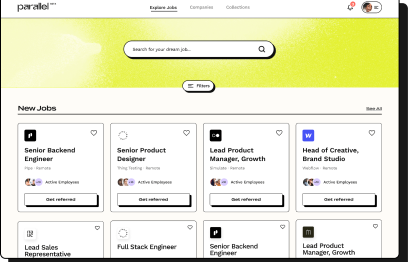 parallel
Explore Jobs
Companies
Collections
Search for your dream job...
Filters
New Jobs
View All
Senior Backend
Engineer
Pipe · Remote
Active Employees
Get referred
Senior Product
Designer
Thing Testing · Remote
Active Employees
Get referred
Lead Product
Manager, Growth
Simulate · Remote
Active Employees
Get referred
Head of Creative,
Brand Studio
Webflow · Remote
Active Employees
Get referred
Lead Sales
Representative
Full Stack Engineer
Senior Backend
Engineer
Lead Product
Manager, Growth